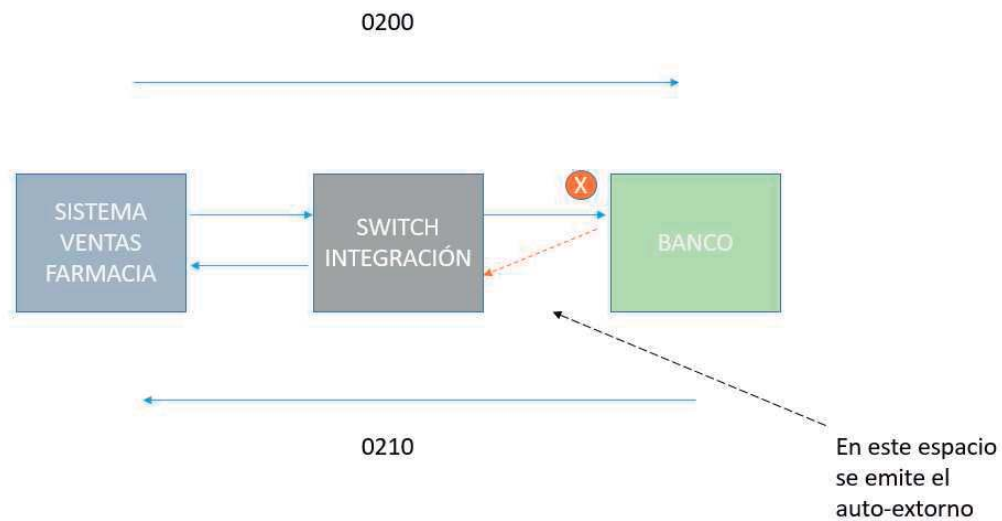 0200
X
SISTEMA
VENTAS
FARMACIA
SWITCH
INTEGRACIÓN
BANCO
0210
En este espacio
se emite el
auto-extorno